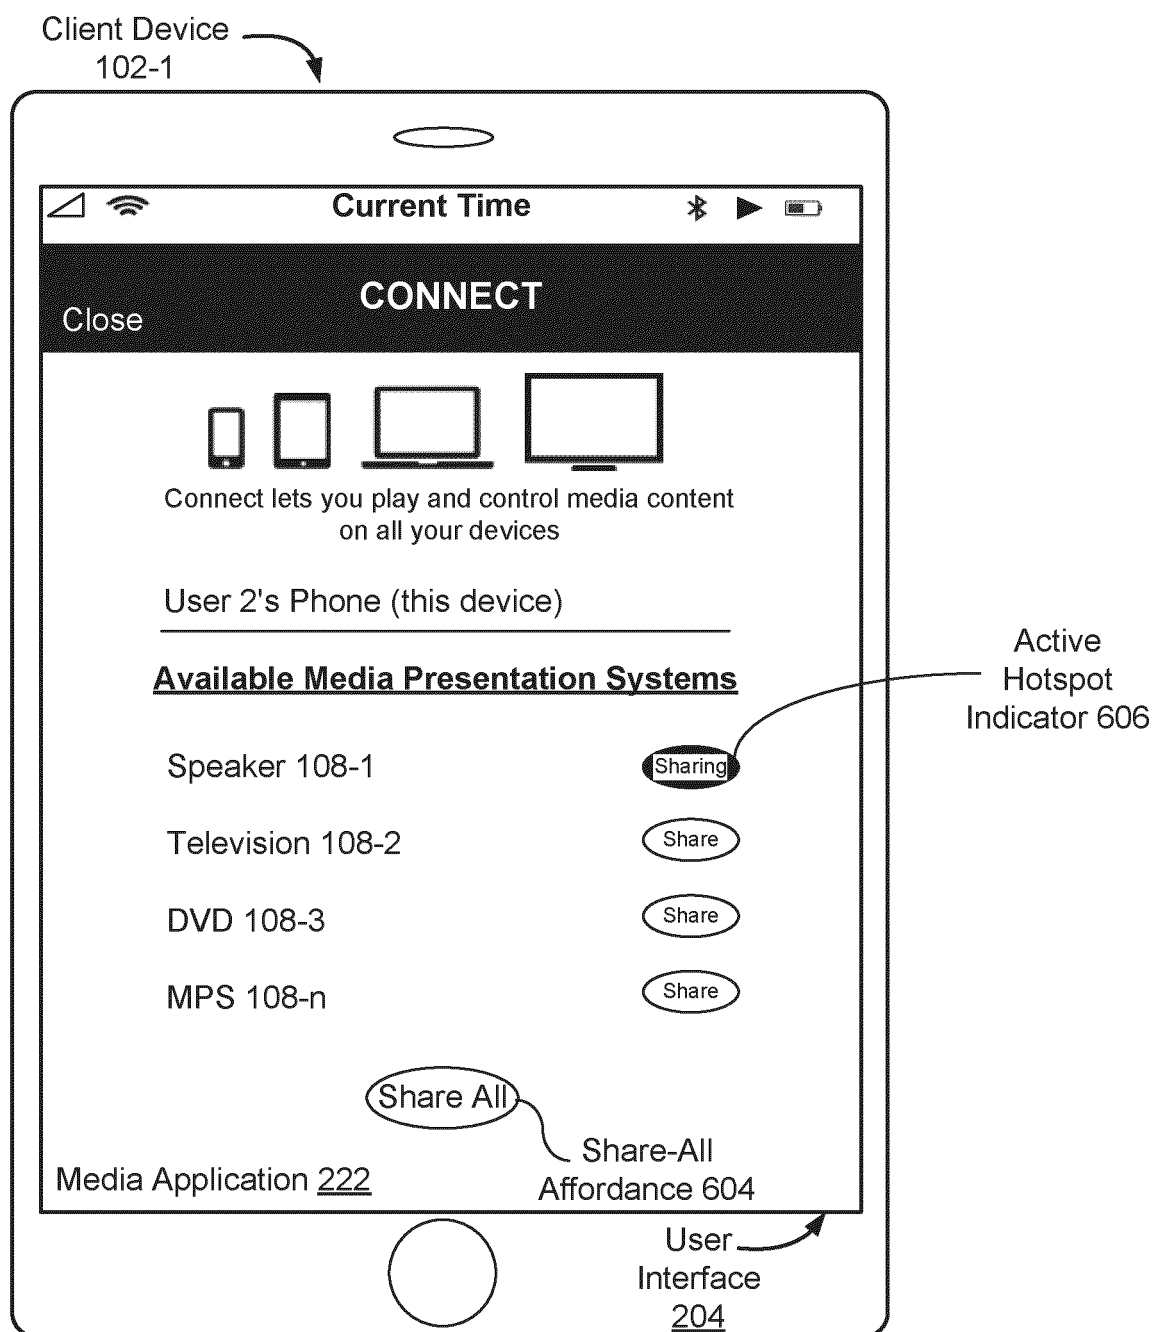 Client Device
102-1
Current Time
CONNECT
Close
Connect lets you play and control media content
on all your devices
User 2's Phone (this device)
Available Media Presentation Systems
Active
Hotspot
Indicator 606
Speaker 108-1
Sharing
Television 108-2
Share
DVD 108-3
Share
MPS 108-n
Share
Share All
Share-All
Affordance 604
Media Application 222
User
Interface
204